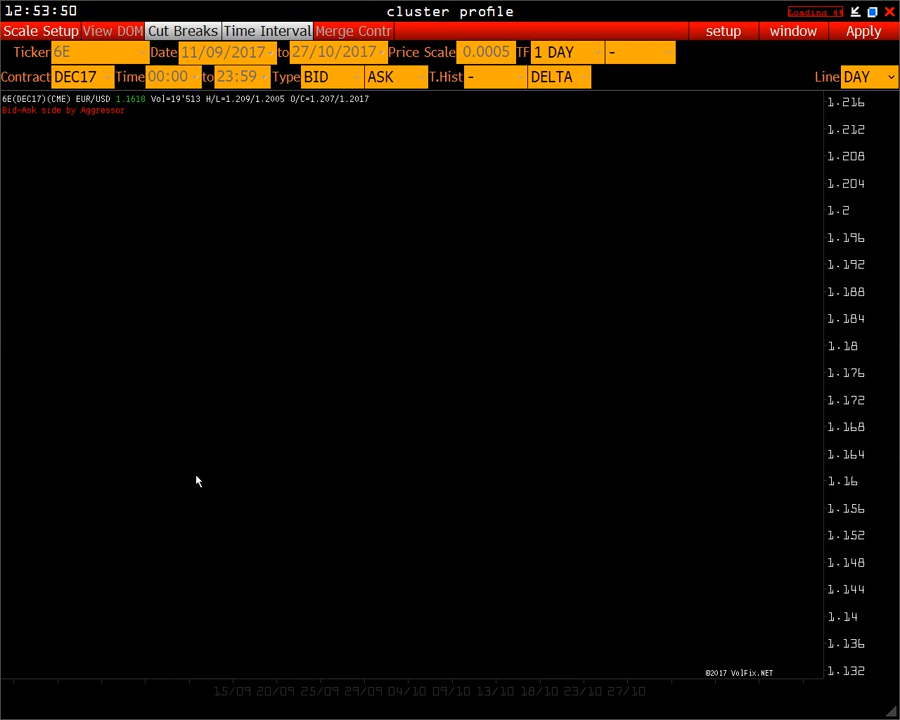 12:53:50 cluster profile Loading
Scale Setup View DOM Cut Breaks Time Interval Merge Contr setup window Apply
Ticker 6E Date 11/09/2017 to 27/10/2017 Price Scale 0.0005 TF 1 DAY -
Contract DEC17 Time 00:00 to 23:59 Type BID ASK T.Hist - DELTA Line DAY
6E(DEC17)(CME) EUR/USD 1.1618 Vol=19'513 H/L=1.209/1.2005 O/C=1.207/1.2017
Bid-Ask side by Aggressor
1.216
1.212
1.208
1.204
1.2
1.196
1.192
1.188
1.184
1.18
1.176
1.172
1.168
1.164
1.16
1.156
1.152
1.148
1.144
1.14
1.136
1.132
©2017 VolFix.NET
15/09 20/09 25/09 29/09 04/10 09/10 13/10 18/10 23/10 27/10